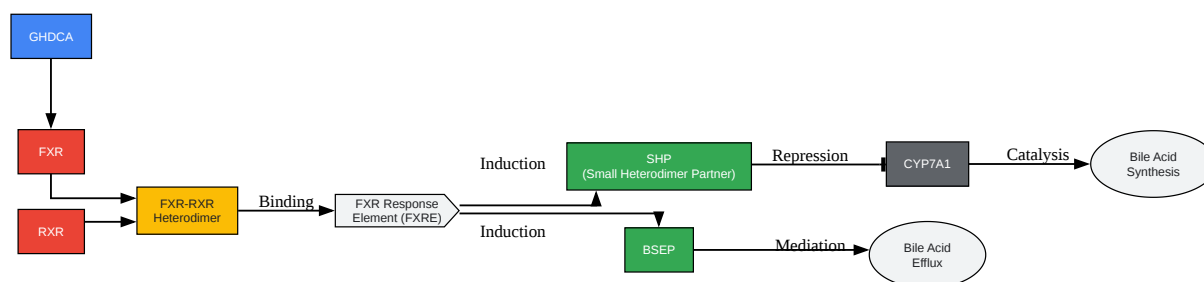 GHDCA
FXR
RXR
FXR-RXR
Heterodimer
Binding
FXR Response
Element (FXRE)
Induction
Induction
SHP
(Small Heterodimer Partner)
BSEP
Repression
Mediation
CYP7A1
Bile Acid
Efflux
Catalysis
Bile Acid
Synthesis